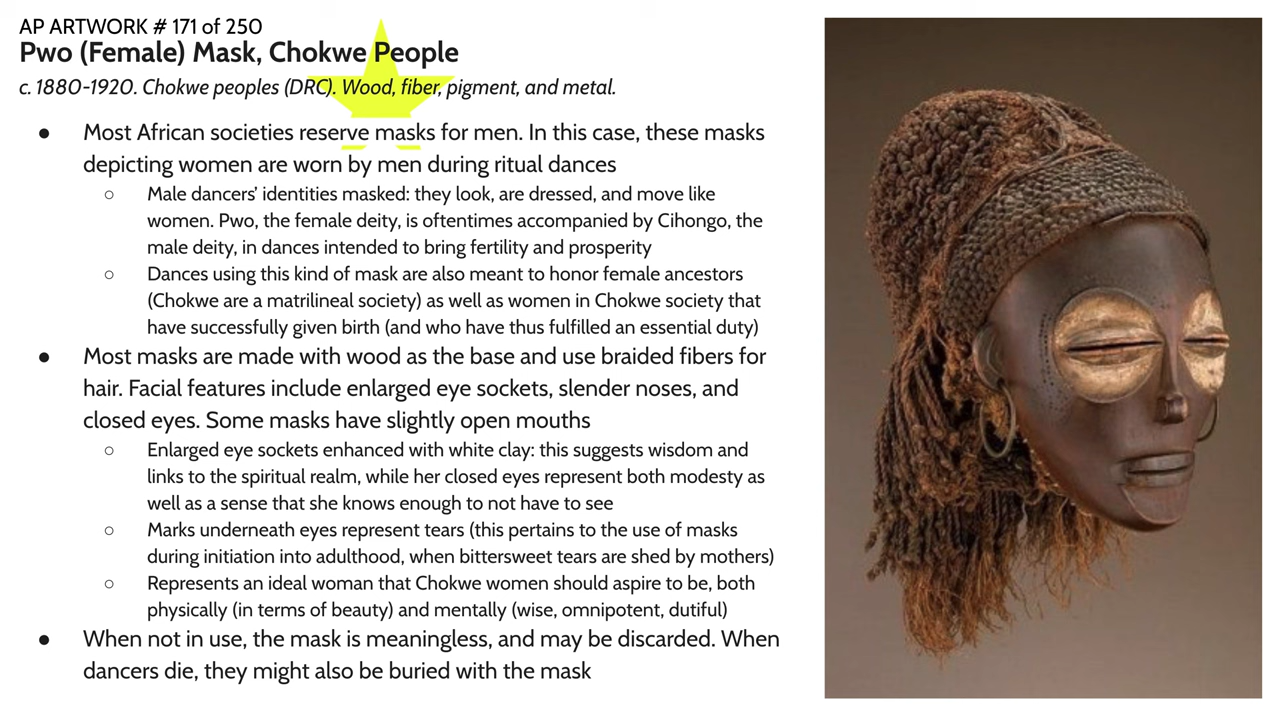 AP ARTWORK # 171 of 250
Pwo (Female) Mask, Chokwe People
c. 1880-1920. Chokwe peoples (DRC). Wood, fiber, pigment, and metal.
● Most African societies reserve masks for men. In this case, these masks
depicting women are worn by men during ritual dances
○ Male dancers' identities masked: they look, are dressed, and move like
women. Pwo, the female deity, is oftentimes accompanied by Cihongo, the
male deity, in dances intended to bring fertility and prosperity
○ Dances using this kind of mask are also meant to honor female ancestors
(Chokwe are a matrilineal society) as well as women in Chokwe society that
have successfully given birth (and who have thus fulfilled an essential duty)
● Most masks are made with wood as the base and use braided fibers for
hair. Facial features include enlarged eye sockets, slender noses, and
closed eyes. Some masks have slightly open mouths
○ Enlarged eye sockets enhanced with white clay: this suggests wisdom and
links to the spiritual realm, while her closed eyes represent both modesty as
well as a sense that she knows enough to not have to see
○ Marks underneath eyes represent tears (this pertains to the use of masks
during initiation into adulthood, when bittersweet tears are shed by mothers)
○ Represents an ideal woman that Chokwe women should aspire to be, both
physically (in terms of beauty) and mentally (wise, omnipotent, dutiful)
● When not in use, the mask is meaningless, and may be discarded. When
dancers die, they might also be buried with the mask